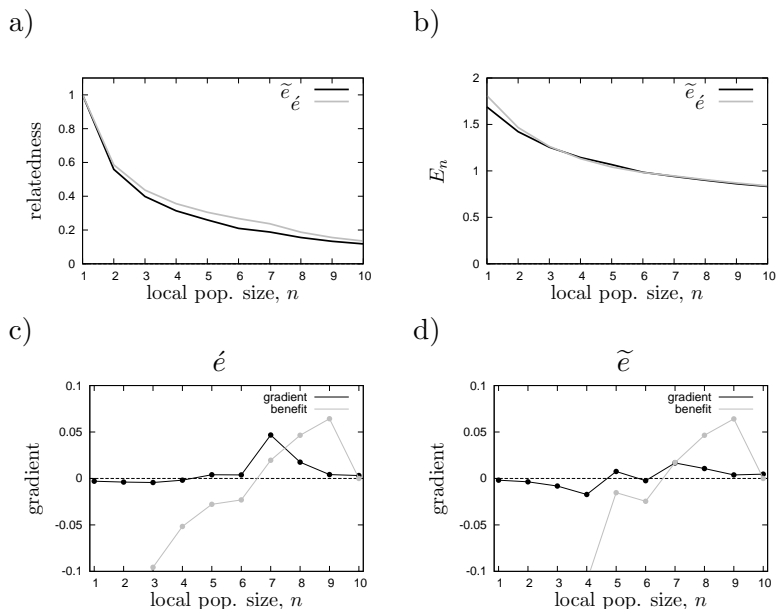 a)
relatedness
1
0.8
0.6
0.4
0.2
0
1 2 3 4 5 6 7 8 9 10
local pop. size, n
ẽ
é
b)
E_n
2
1.5
1
0.5
0
1 2 3 4 5 6 7 8 9 10
local pop. size, n
ẽ
é
c)
é
gradient
0.1
0.05
0
-0.05
-0.1
1 2 3 4 5 6 7 8 9 10
local pop. size, n
gradient
benefit
d)
ẽ
gradient
0.1
0.05
0
-0.05
-0.1
1 2 3 4 5 6 7 8 9 10
local pop. size, n
gradient
benefit